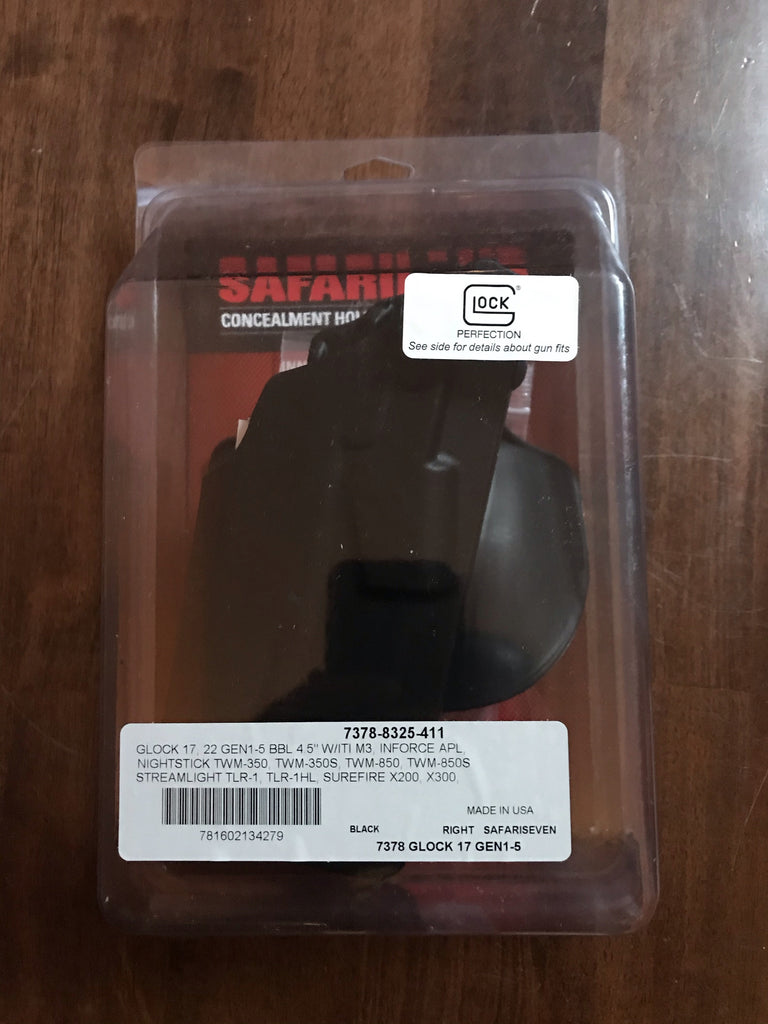 CONCEALMENT
GLOCK
®
PERFECTION
See side for details about gun fits
7378-8325-411
GLOCK 17, 22 GEN1-5 BBL 4.5" W/ITI M3, INFORCE APL,
NIGHTSTICK TWM-350, TWM-350S, TWM-850, TWM-850S
STREAMLIGHT TLR-1, TLR-1HL, SUREFIRE X200, X300,
MADE IN USA
781602134279
BLACK RIGHT SAFARISEVEN
7378 GLOCK 17 GEN1-5